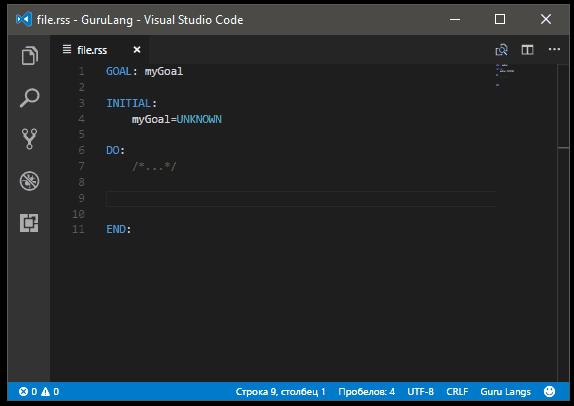 file.rss - GuruLang - Visual Studio Code
file.rss
1 GOAL: myGoal
2
3 INITIAL:
4 myGoal=UNKNOWN
5
6 DO:
7 /*...*/
8
9
10
11 END:
0 0 Строка 9, столбец 1 Пробелов: 4 UTF-8 CRLF Guru Langs